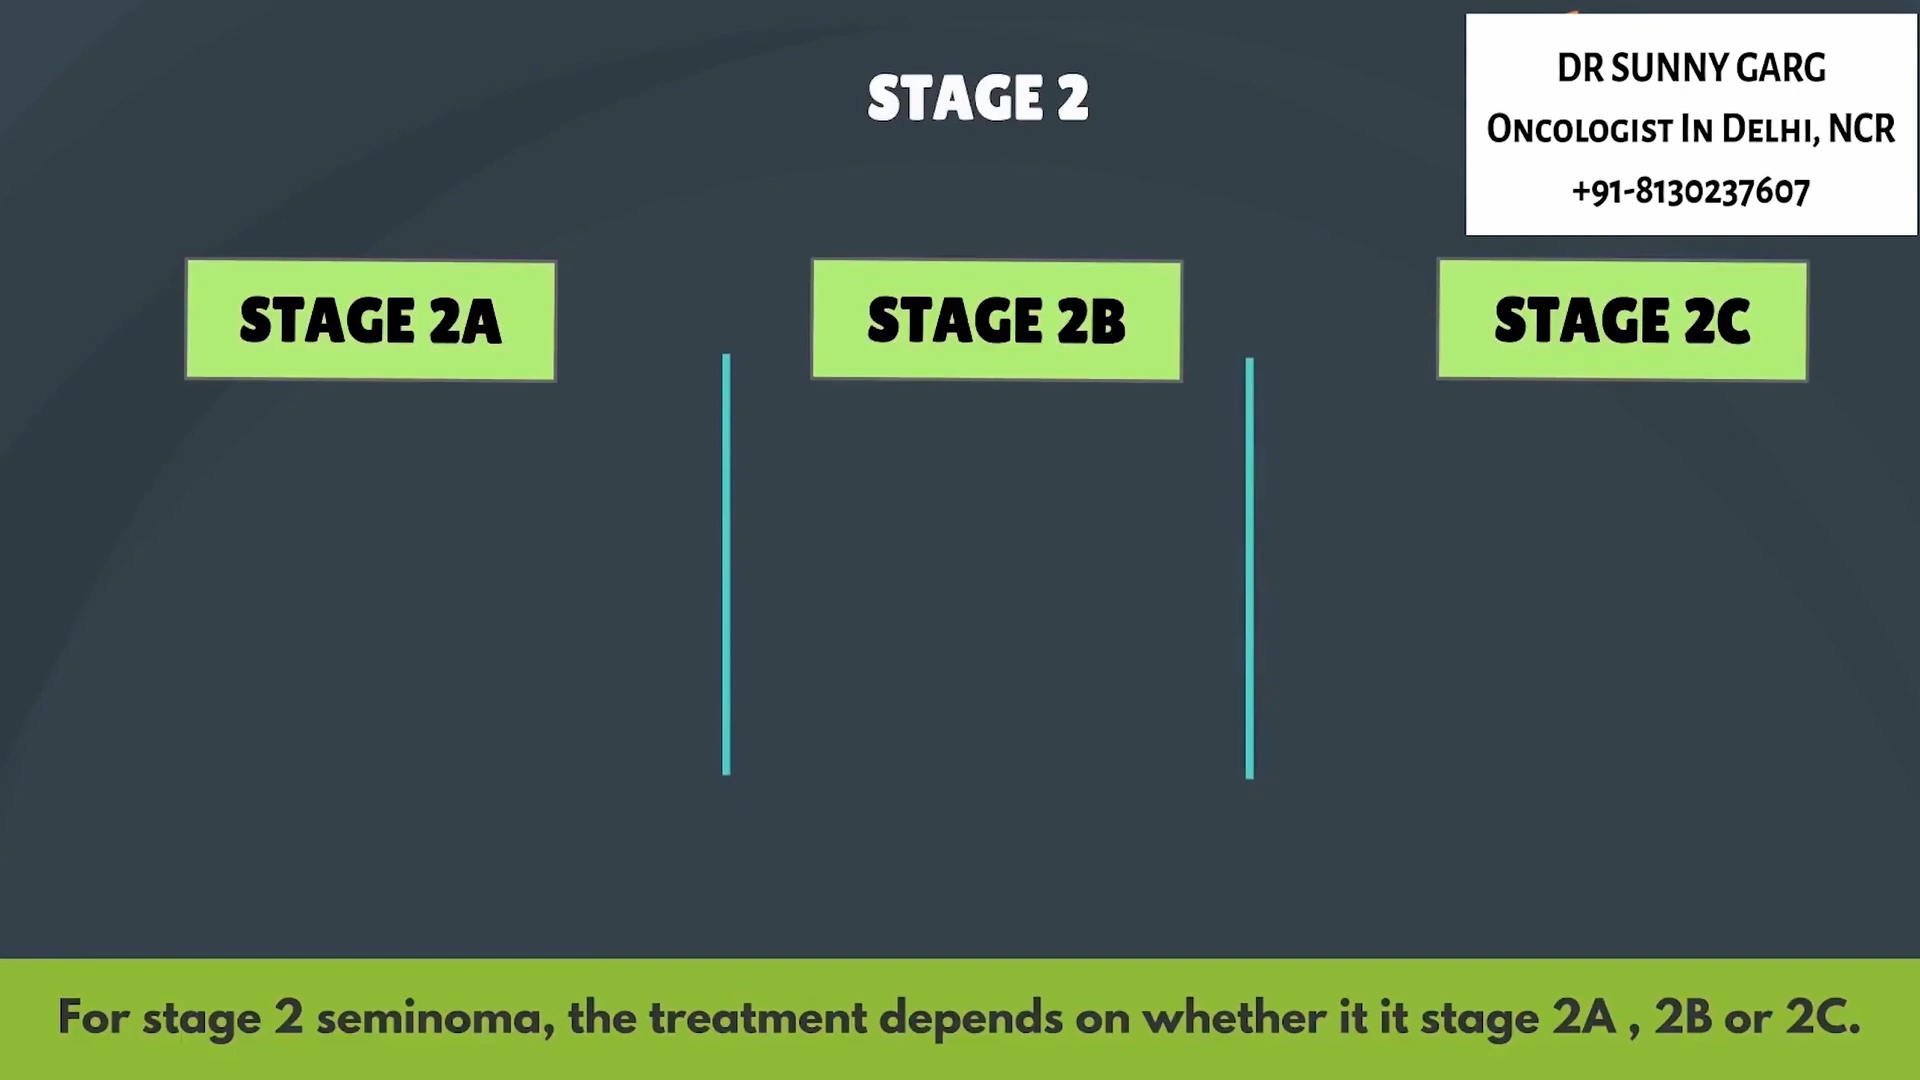 STAGE 2
DR SUNNY GARG
Oncologist In Delhi, NCR
+91-8130237607
STAGE 2A
STAGE 2B
STAGE 2C
For stage 2 seminoma, the treatment depends on whether it it stage 2A , 2B or 2C.